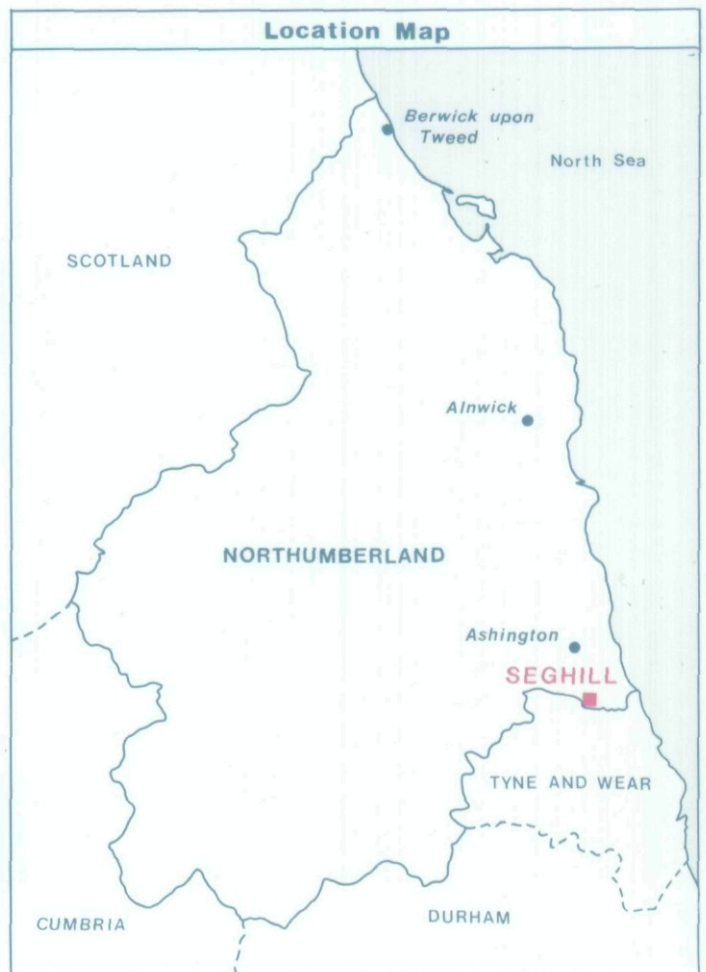 Location Map
Berwick upon
Tweed
North Sea
SCOTLAND
Alnwick
NORTHUMBERLAND
Ashington
SEGHILL
TYNE AND WEAR
CUMBRIA
DURHAM